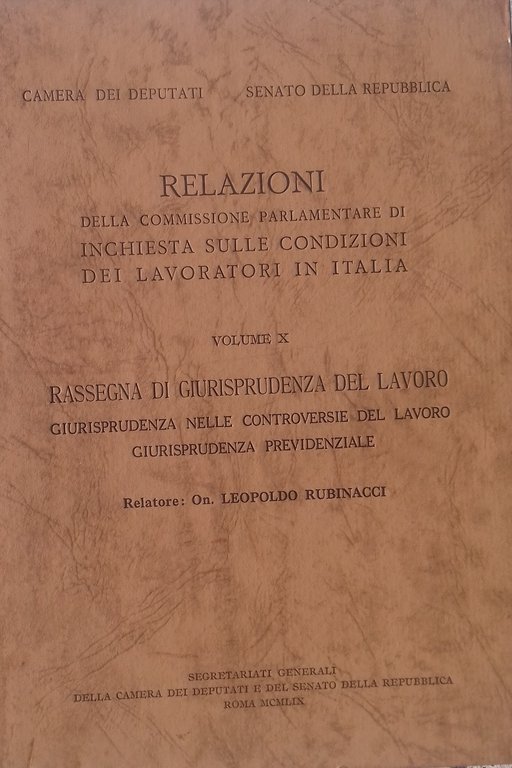 CAMERA DEI DEPUTATI SENATO DELLA REPUBBLICA
RELAZIONI
DELLA COMMISSIONE PARLAMENTARE DI
INCHIESTA SULLE CONDIZIONI
DEI LAVORATORI IN ITALIA
VOLUME X
RASSEGNA DI GIURISPRUDENZA DEL LAVORO
GIURISPRUDENZA NELLE CONTROVERSIE DEL LAVORO
GIURISPRUDENZA PREVIDENZIALE
Relatore: On. LEOPOLDO RUBINACCI
SEGRETARIATI GENERALI
DELLA CAMERA DEI DEPUTATI E DEL SENATO DELLA REPUBBLICA
ROMA MCMLIX